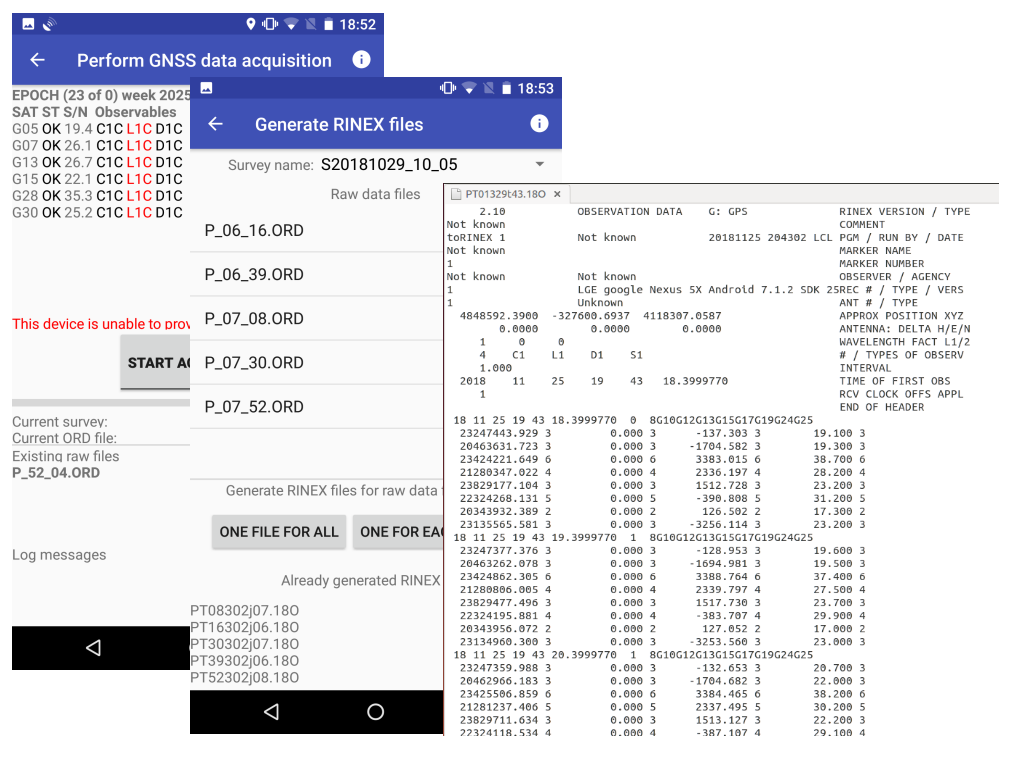 18:52
Perform GNSS data acquisition
EPOCH (23 of 0) week 2025
SAT ST S/N Observables
G05 OK 19.4 C1C L1C D1C
G07 OK 26.1 C1C L1C D1C
G13 OK 26.7 C1C L1C D1C
G15 OK 22.1 C1C L1C D1C
G28 OK 35.3 C1C L1C D1C
G30 OK 25.2 C1C L1C D1C
This device is unable to
START
Current survey:
Current ORD file:
Existing raw files
P_52_04.ORD
Log messages
18:53
Generate RINEX files
Survey name: S20181029_10_05
Raw data files
P_06_16.ORD
P_06_39.ORD
P_07_08.ORD
P_07_30.ORD
P_07_52.ORD
Generate RINEX files for raw data
ONE FILE FOR ALL
ONE FOR
Already generated RINEX
PT08302j07.18O
PT16302j06.18O
PT30302j07.18O
PT39302j06.18O
PT52302j08.18O
PT01329t43.18O ×
2.10 OBSERVATION DATA G: GPS RINEX VERSION / TYPE
Not known COMMENT
toRINEX 1 Not known 20181125 204302 LCL PGM / RUN BY / DATE
Not known MARKER NAME
1 MARKER NUMBER
Not known Not known OBSERVER / AGENCY
1 LGE google Nexus 5X Android 7.1.2 SDK 25REC # / TYPE / VERS
1 Unknown ANT # / TYPE
4848592.3900 -327600.6937 4118307.0587 APPROX POSITION XYZ
0.0000 0.0000 0.0000 ANTENNA: DELTA H/E/N
1 0 0 WAVELENGTH FACT L1/2
4 C1 L1 D1 S1 # / TYPES OF OBSERV
1.000 INTERVAL
2018 11 25 19 43 18.3999770 TIME OF FIRST OBS
1 RCV CLOCK OFFS APPL
END OF HEADER
18 11 25 19 43 18.3999770 0 8G10G12G13G15G17G19G24G25
23247443.929 3 0.000 3 -137.303 3 19.100 3
20463631.723 3 0.000 3 -1704.582 3 19.300 3
23424221.649 6 0.000 6 3383.015 6 38.700 6
21280347.022 4 0.000 4 2336.197 4 28.200 4
23829177.104 3 0.000 3 1512.728 3 23.200 3
22324268.131 5 0.000 5 -390.808 5 31.200 5
20343932.389 2 0.000 2 126.502 2 17.300 2
23135565.581 3 0.000 3 -3256.114 3 23.200 3
18 11 25 19 43 19.3999770 1 8G10G12G13G15G17G19G24G25
23247377.376 3 0.000 3 -128.953 3 19.600 3
20463262.078 3 0.000 3 -1694.981 3 19.500 3
23424862.305 6 0.000 6 3388.764 6 37.400 6
21280806.005 4 0.000 4 2339.797 4 27.500 4
23829477.496 3 0.000 3 1517.730 3 23.700 3
22324195.881 4 0.000 4 -383.707 4 29.900 4
20343956.072 2 0.000 2 127.052 2 17.000 2
23134960.300 3 0.000 3 -3253.560 3 23.000 3
18 11 25 19 43 20.3999770 1 8G10G12G13G15G17G19G24G25
23247359.988 3 0.000 3 -132.653 3 20.700 3
20462966.183 3 0.000 3 -1704.682 3 22.000 3
23425506.859 6 0.000 6 3384.465 6 38.200 6
21281237.406 5 0.000 5 2337.495 5 30.200 5
23829711.634 3 0.000 3 1513.127 3 22.200 3
22324118.534 4 0.000 4 -387.107 4 29.100 4